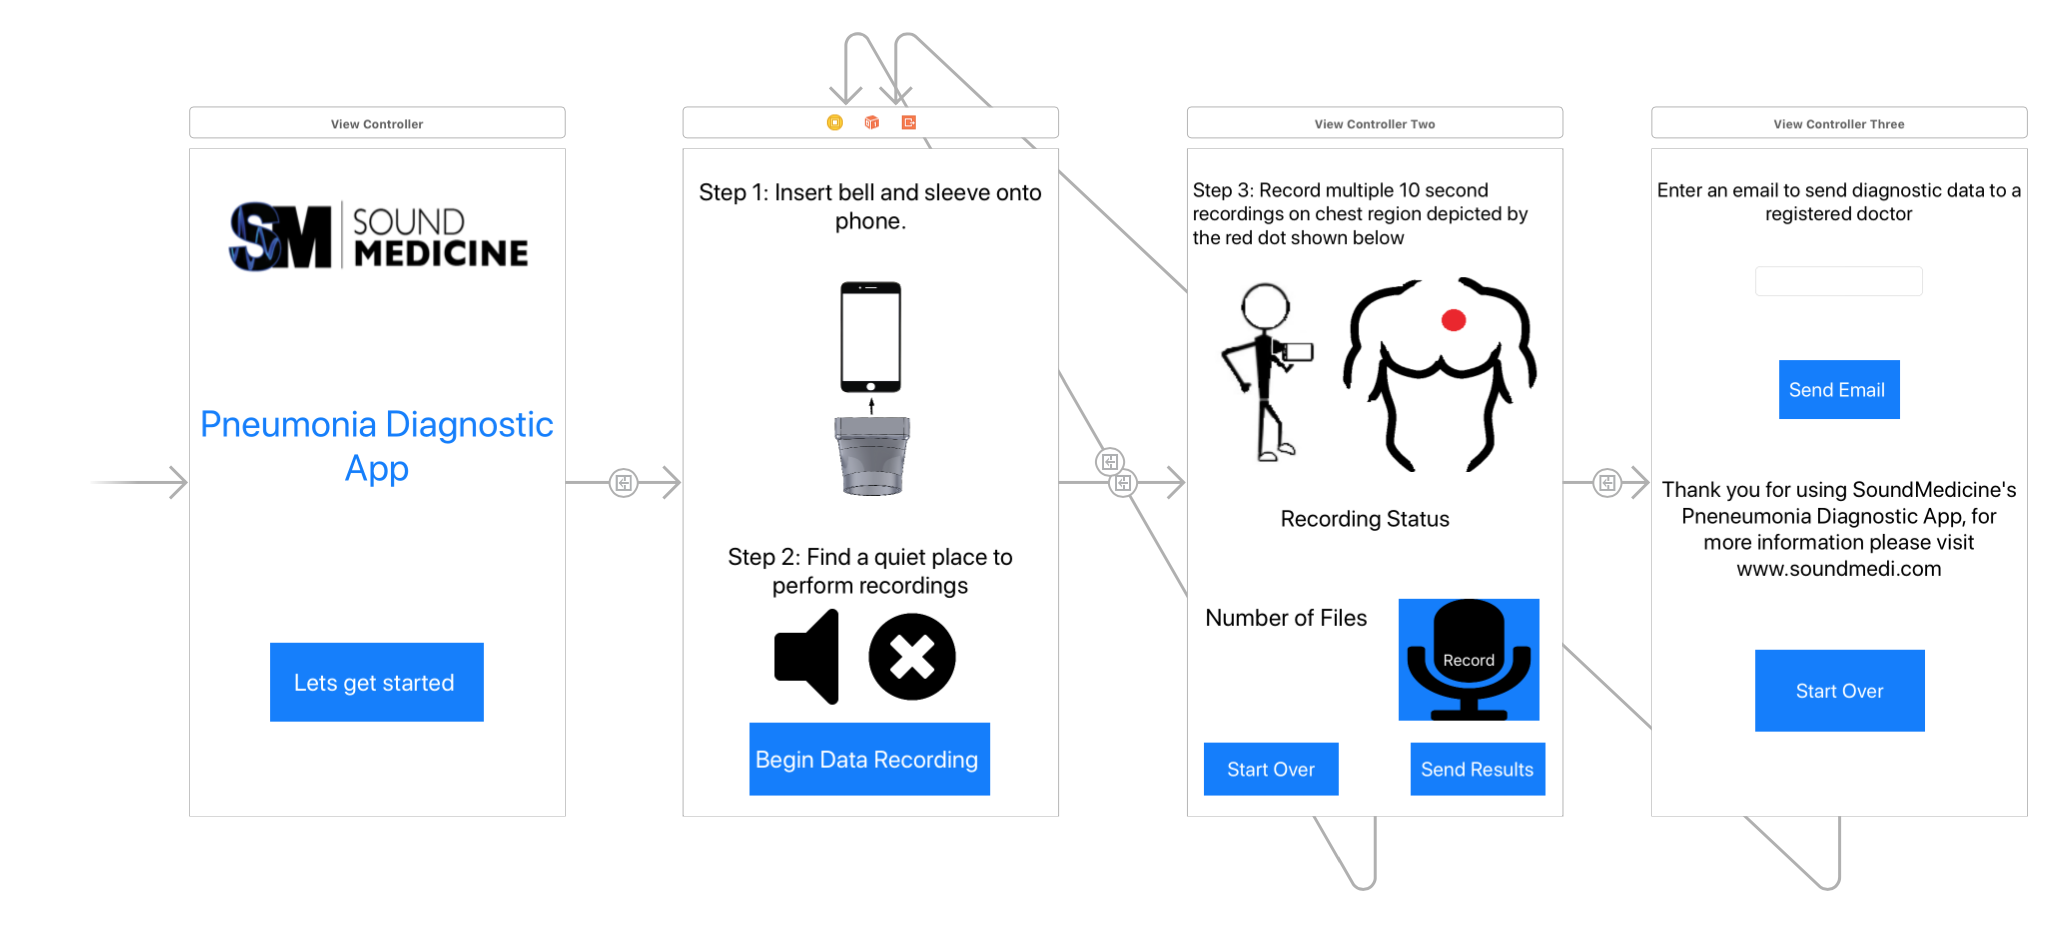 View Controller
SM SOUND
MEDICINE
Pneumonia Diagnostic
App
Lets get started
Step 1: Insert bell and sleeve onto
phone.
Step 2: Find a quiet place to
perform recordings
Begin Data Recording
View Controller Two
Step 3: Record multiple 10 second
recordings on chest region depicted by
the red dot shown below
Recording Status
Number of Files
Record
Start Over
Send Results
View Controller Three
Enter an email to send diagnostic data to a
registered doctor
Send Email
Thank you for using SoundMedicine's
Pneneumonia Diagnostic App, for
more information please visit
www.soundmedi.com
Start Over